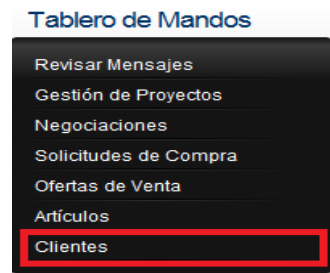 Tablero de Mandos
Revisar Mensajes
Gestión de Proyectos
Negociaciones
Solicitudes de Compra
Ofertas de Venta
Artículos
Clientes